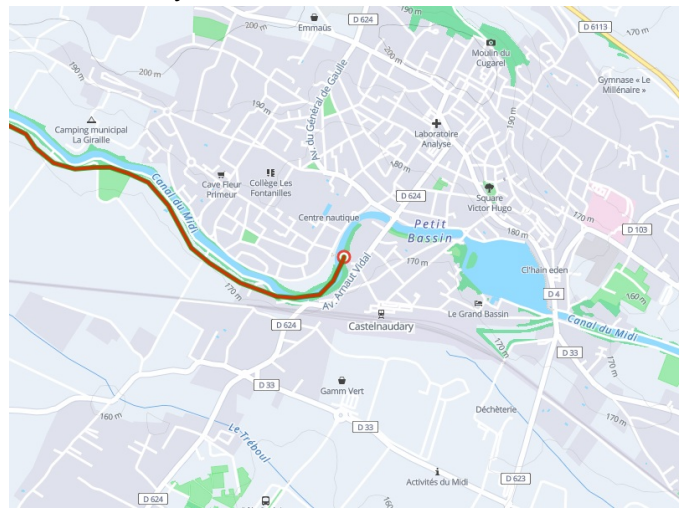 D 624
190 m
200 m
Emmaüs
D 6113
170 m
200 m
Moulin du
Cugarel
190 m
200 m
Gymnase « Le
Millénaire »
Av. du Général de Gaulle
190 m
190 m
Camping municipal
La Giraille
Laboratoire
Analyse
180 m
Canal du Midi
Cave Fleur
Primeur
Collège Les
Fontanilles
D 624
Square
Victor Hugo
Centre nautique
Petit
Bassin
180 m
170 m
D 103
170 m
Cl'hain eden
Av. Arnaut Vidal
170 m
D 4
160 m
Le Grand Bassin
D 624
Castelnaudary
Canal du Midi
170 m
D 33
D 33
Gamm Vert
Déchèterie
170 m
160 m
D 33
Le Tréboul
Activités du Midi
D 623
D 624